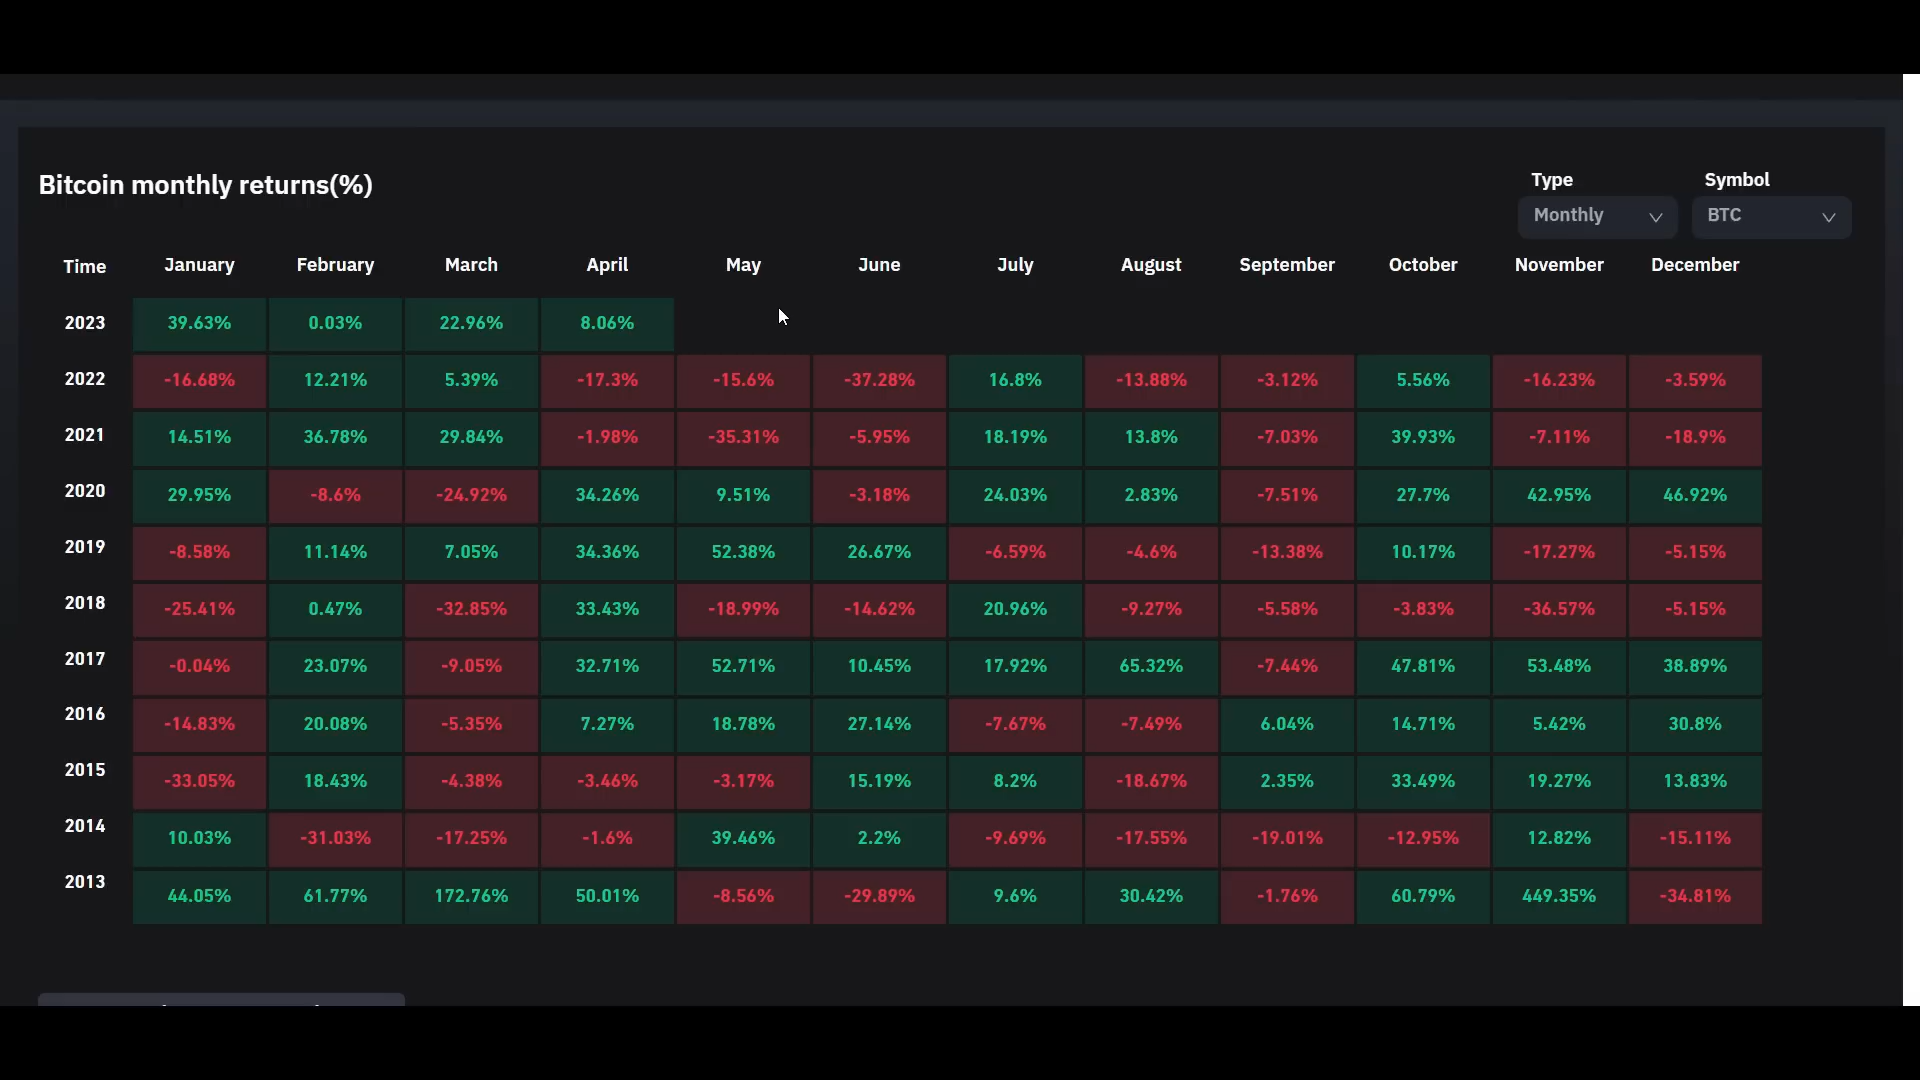 Bitcoin monthly returns(%)
Type Symbol
Monthly BTC
Time January February March April May June July August September October November December
2023 39.63% 0.03% 22.96% 8.06%
2022 -16.68% 12.21% 5.39% -17.3% -15.6% -37.28% 16.8% -13.88% -3.12% 5.56% -16.23% -3.59%
2021 14.51% 36.78% 29.84% -1.98% -35.31% -5.95% 18.19% 13.8% -7.03% 39.93% -7.11% -18.9%
2020 29.95% -8.6% -24.92% 34.26% 9.51% -3.18% 24.03% 2.83% -7.51% 27.7% 42.95% 46.92%
2019 -8.58% 11.14% 7.05% 34.36% 52.38% 26.67% -6.59% -4.6% -13.38% 10.17% -17.27% -5.15%
2018 -25.41% 0.47% -32.85% 33.43% -18.99% -14.62% 20.96% -9.27% -5.58% -3.83% -36.57% -5.15%
2017 -0.04% 23.07% -9.05% 32.71% 52.71% 10.45% 17.92% 65.32% -7.44% 47.81% 53.48% 38.89%
2016 -14.83% 20.08% -5.35% 7.27% 18.78% 27.14% -7.67% -7.49% 6.04% 14.71% 5.42% 30.8%
2015 -33.05% 18.43% -4.38% -3.46% -3.17% 15.19% 8.2% -18.67% 2.35% 33.49% 19.27% 13.83%
2014 10.03% -31.03% -17.25% -1.6% 39.46% 2.2% -9.69% -17.55% -19.01% -12.95% 12.82% -15.11%
2013 44.05% 61.77% 172.76% 50.01% -8.56% -29.89% 9.6% 30.42% -1.76% 60.79% 449.35% -34.81%